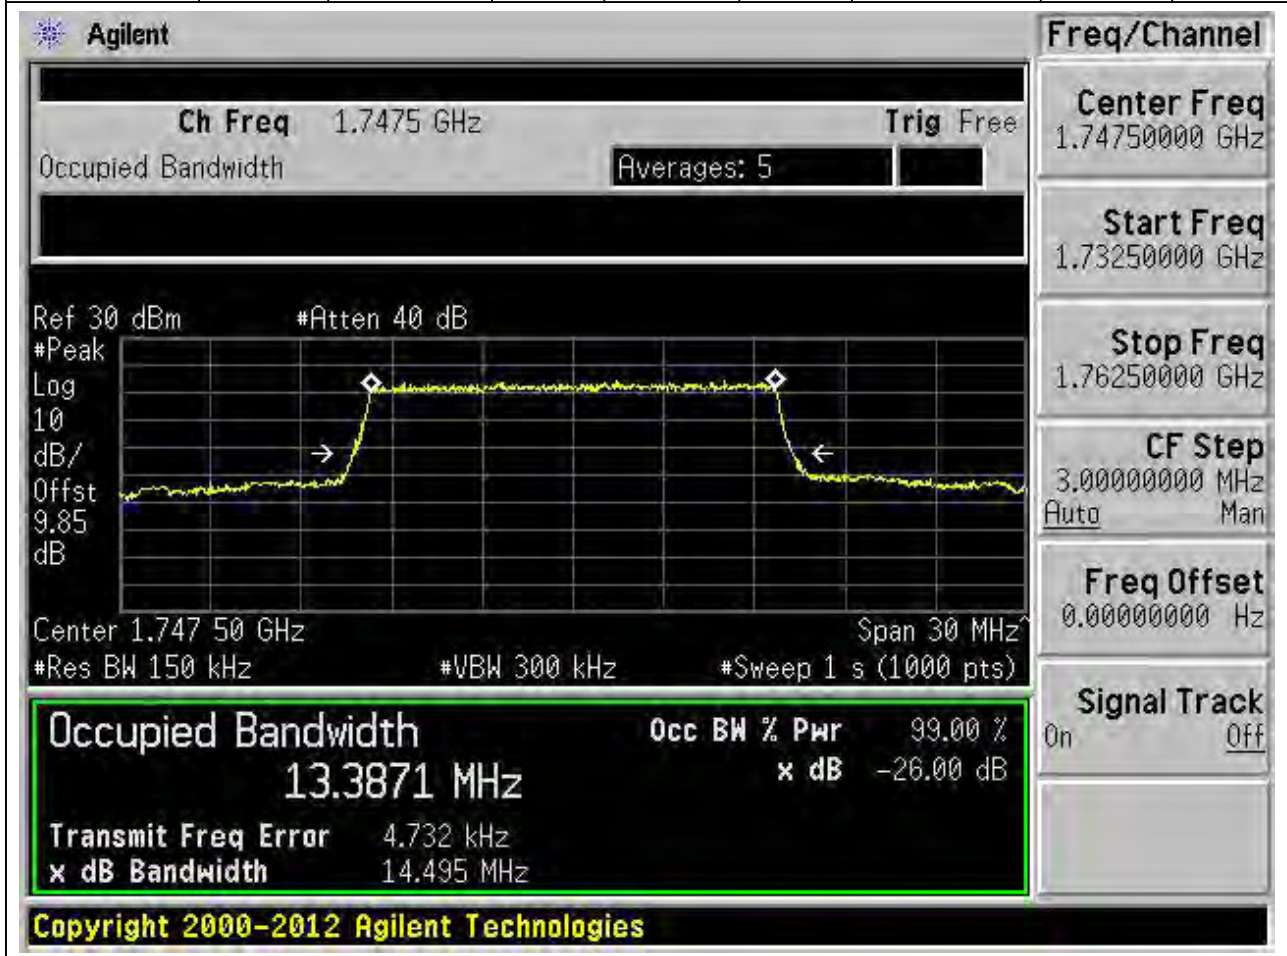 Agilent
Freq/Channel
Ch Freq 1.7475 GHz Trig Free
Occupied Bandwidth Averages: 5
Center Freq
1.74750000 GHz
Start Freq
1.73250000 GHz
Stop Freq
1.76250000 GHz
CF Step
3.00000000 MHz
Auto Man
Freq Offset
0.00000000 Hz
Signal Track
On Off
Ref 30 dBm #Atten 40 dB
#Peak
Log
10
dB/
Offst
9.85
dB
Center 1.747 50 GHz Span 30 MHz^
#Res BW 150 kHz #VBW 300 kHz #Sweep 1 s (1000 pts)
Occupied Bandwidth Occ BW % Pwr 99.00 %
13.3871 MHz x dB -26.00 dB
Transmit Freq Error 4.732 kHz
x dB Bandwidth 14.495 MHz
Copyright 2000-2012 Agilent Technologies